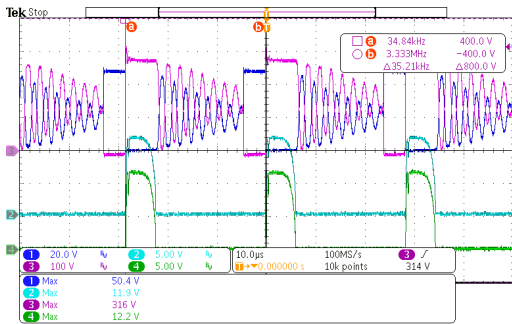 Tek Stop
T
a
b
a 34.84kHz 400.0 V
b 3.333MHz −400.0 V
△35.21kHz △800.0 V
3
2
4
1 20.0 V 2 5.00 V
3 100 V 4 5.00 V
10.0µs 100MS/s 3
T→▼0.000000 s 10k points 314 V
1 Max 50.4 V
2 Max 11.9 V
3 Max 316 V
4 Max 12.2 V